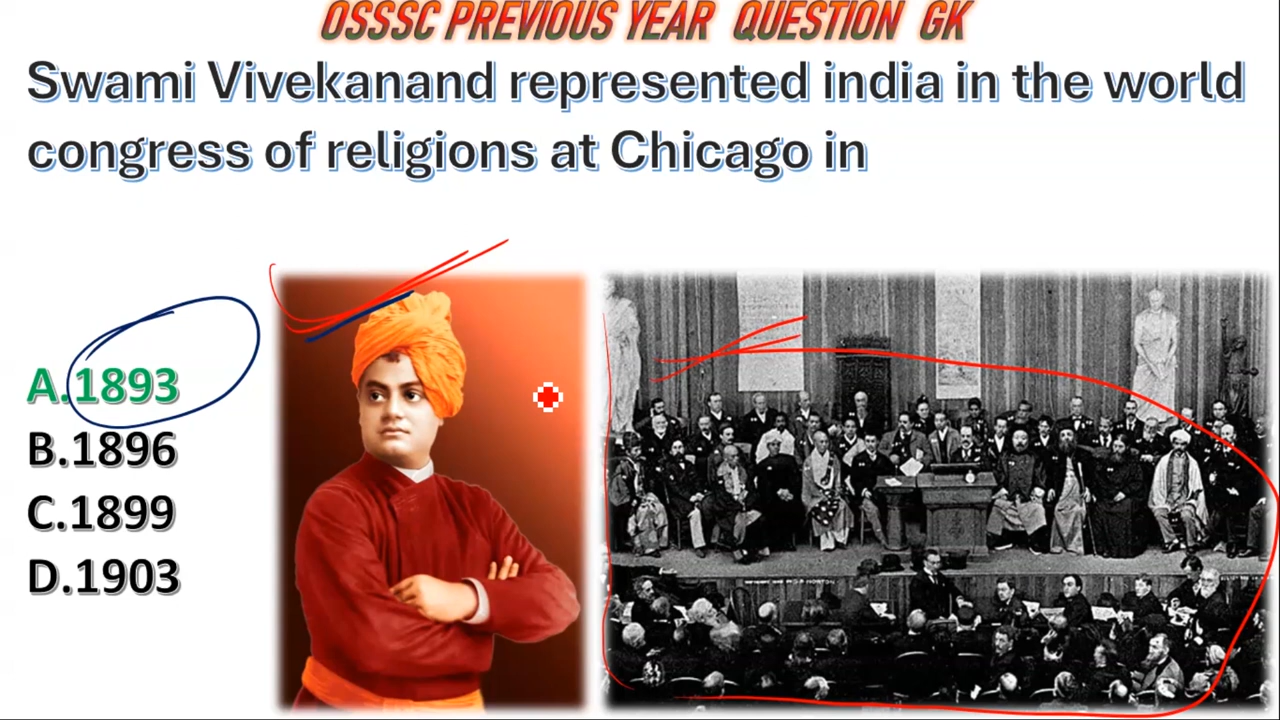 OSSSC PREVIOUS YEAR QUESTION GK
Swami Vivekanand represented india in the world
congress of religions at Chicago in
A.1893
B.1896
C.1899
D.1903